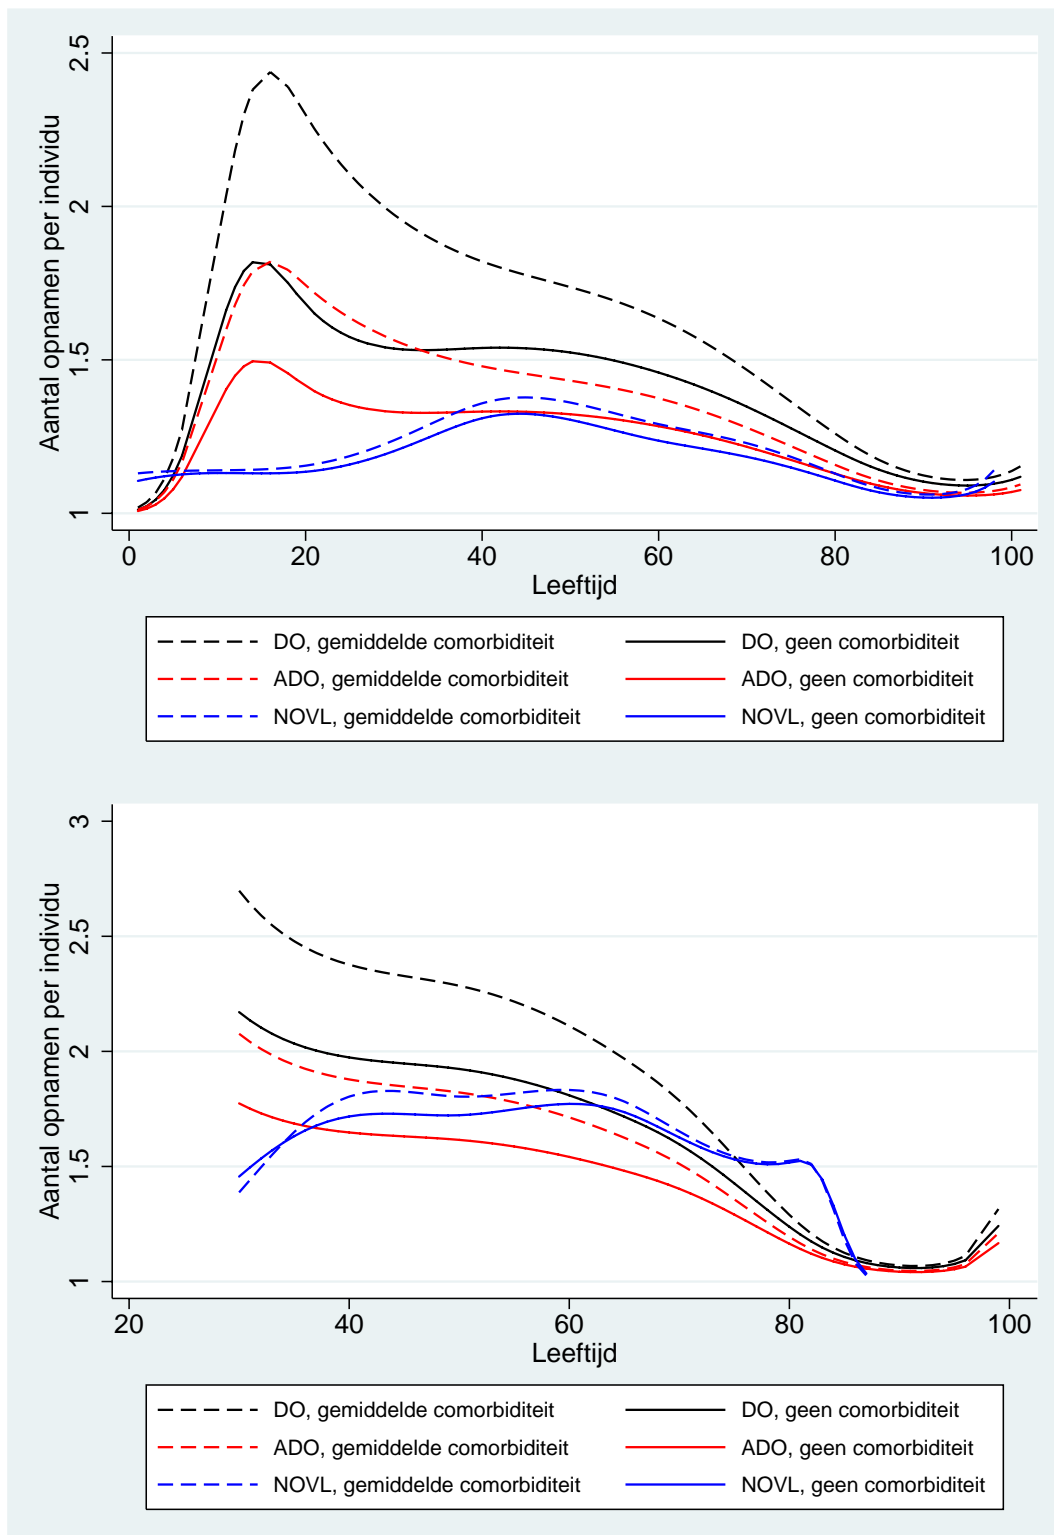 2.5
2
1.5
1
Aantal opnamen per individu
0 20 40 60 80 100
Leeftijd
DO, gemiddelde comorbiditeit DO, geen comorbiditeit
ADO, gemiddelde comorbiditeit ADO, geen comorbiditeit
NOVL, gemiddelde comorbiditeit NOVL, geen comorbiditeit
3
2.5
2
1.5
1
Aantal opnamen per individu
20 40 60 80 100
Leeftijd
DO, gemiddelde comorbiditeit DO, geen comorbiditeit
ADO, gemiddelde comorbiditeit ADO, geen comorbiditeit
NOVL, gemiddelde comorbiditeit NOVL, geen comorbiditeit